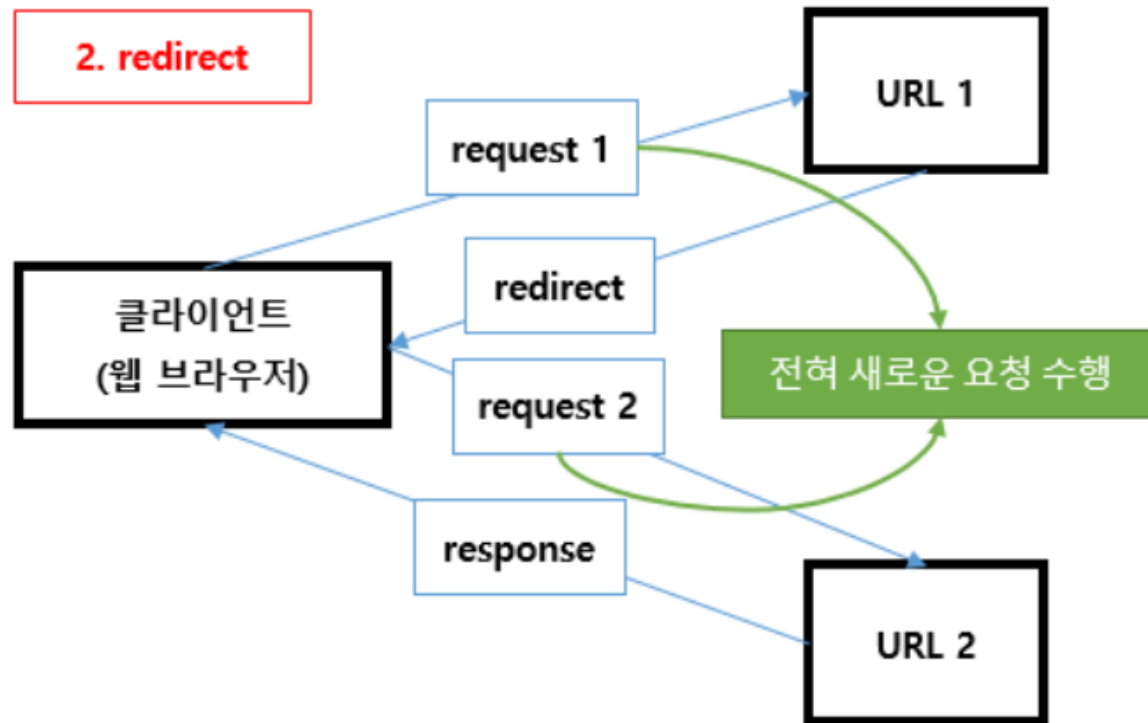 2. redirect
URL 1
request 1
redirect
클라이언트
(웹 브라우저)
전혀 새로운 요청 수행
request 2
response
URL 2